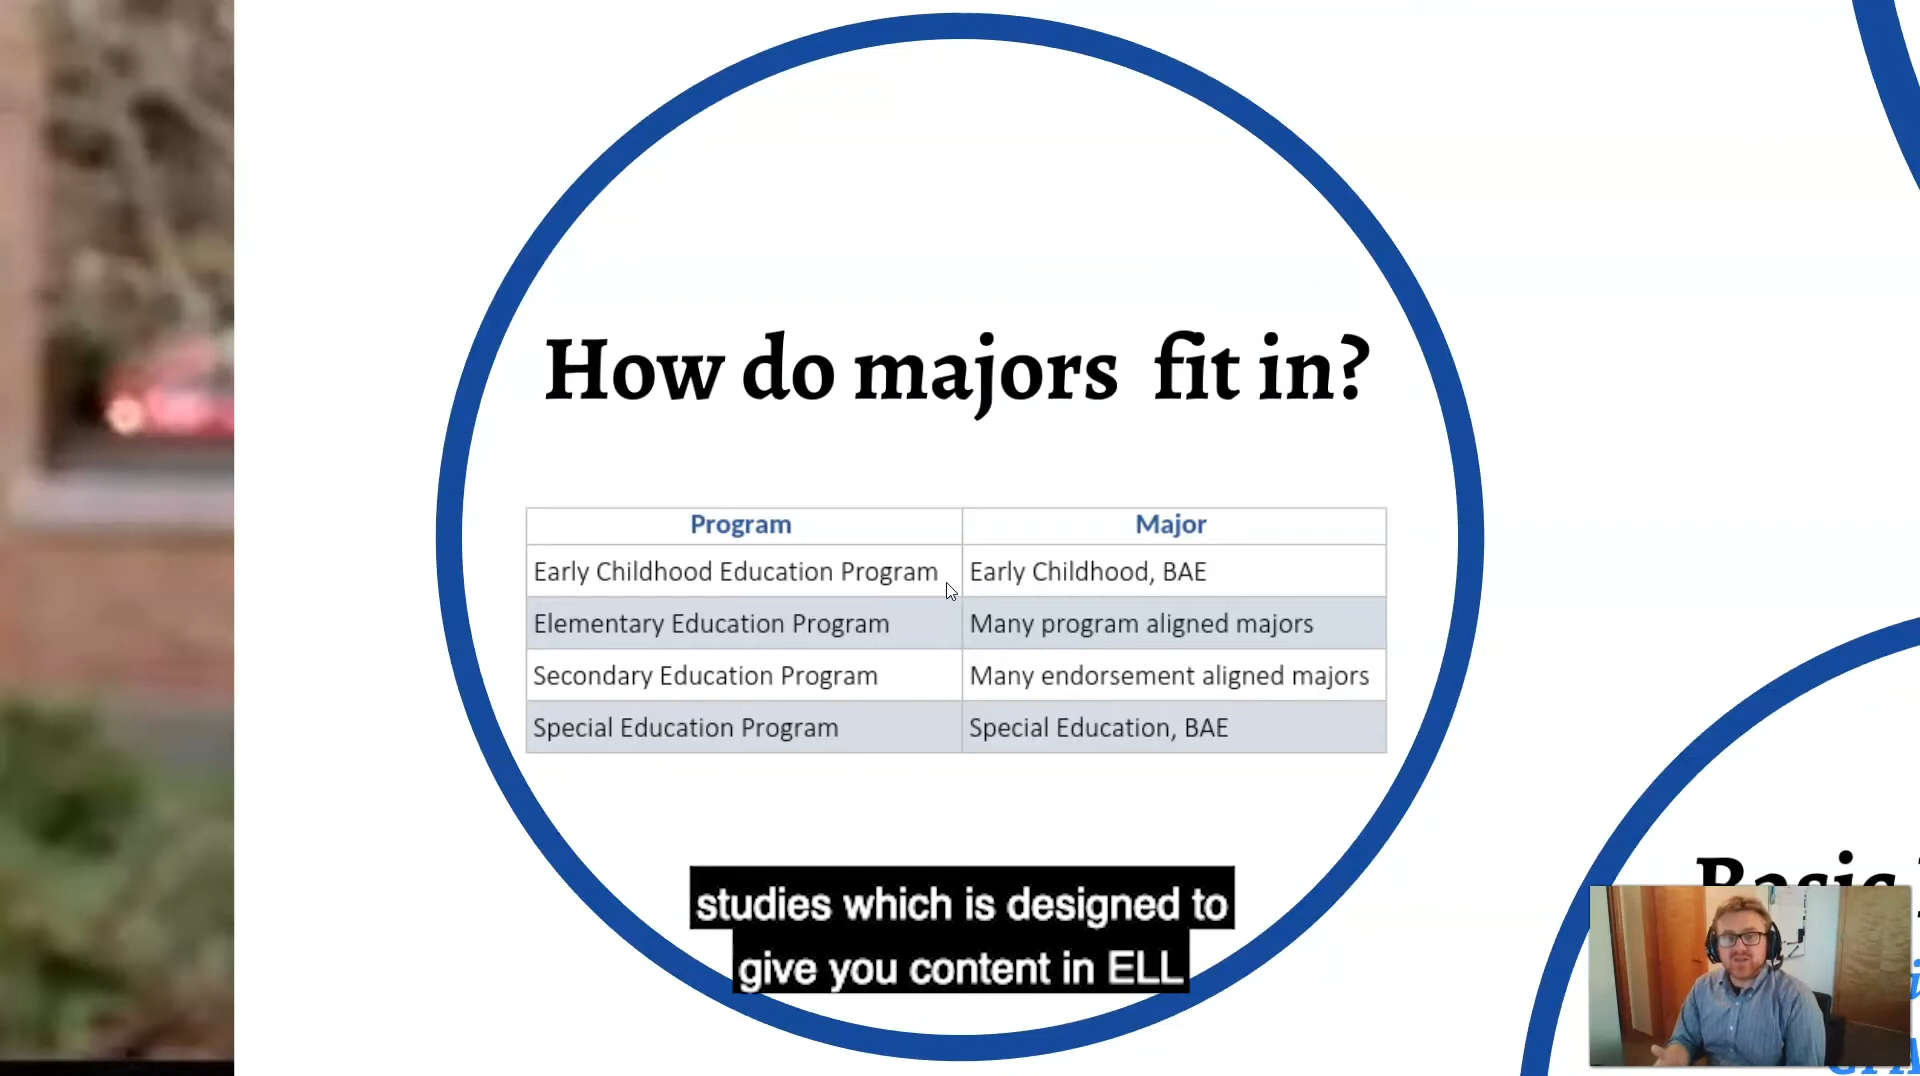 How do majors fit in?
Program Major
Early Childhood Education Program Early Childhood, BAE
Elementary Education Program Many program aligned majors
Secondary Education Program Many endorsement aligned majors
Special Education Program Special Education, BAE
studies which is designed to
give you content in ELL
Basic